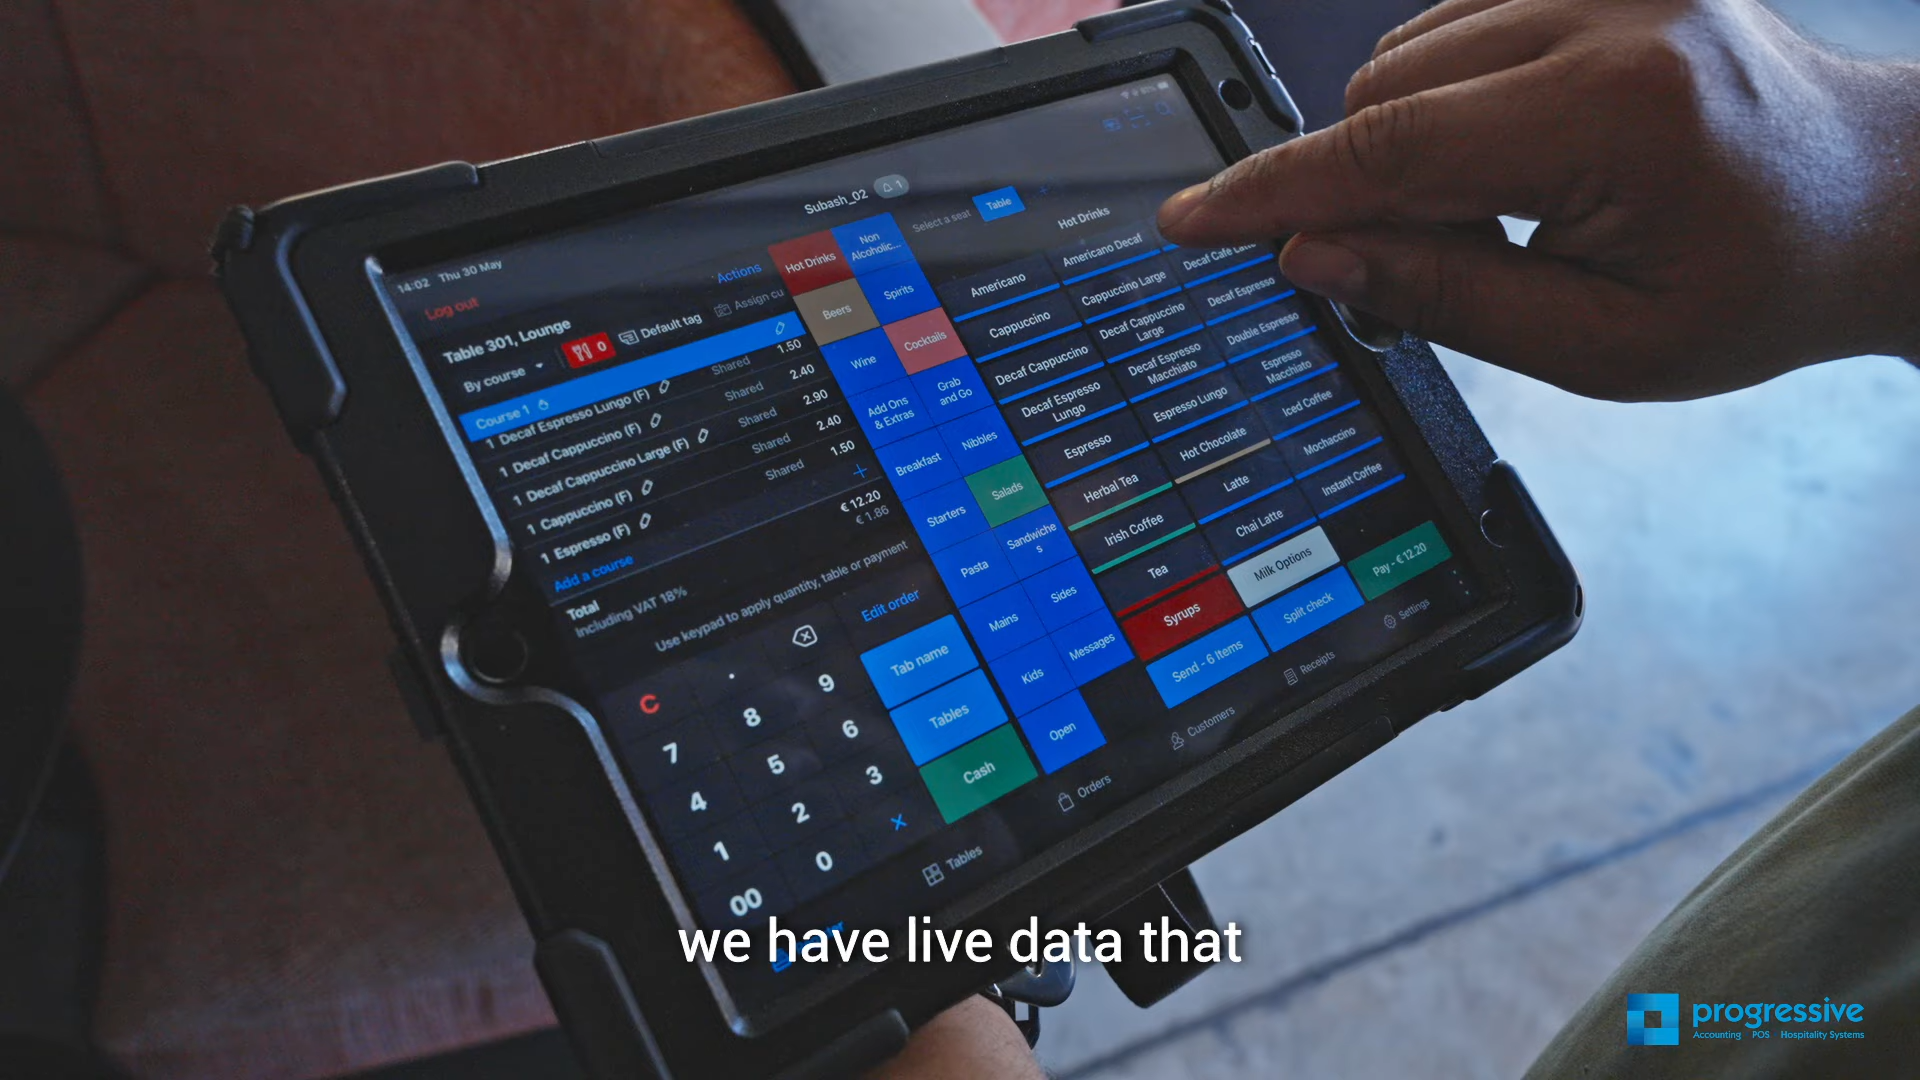 14:02 Thu 30 May
Subash_02 1
Log out
Actions
Select a seat
Table
Table 301, Lounge
By course
0
Default tag
Assign cu
Course 1
1 Decaf Espresso Lungo (F) Shared 1.50
1 Decaf Cappuccino (F) Shared 2.40
1 Decaf Cappuccino Large (F) Shared 2.90
1 Cappuccino (F) Shared 2.40
1 Espresso (F) Shared 1.50
Add a course
Total € 12.20
Including VAT 18% € 1.86
Use keypad to apply quantity, table or payment
C
.
7
8
9
4
5
6
1
2
3
00
0
Edit order
Tab name
Tables
Cash
Hot Drinks
Non
Alcoholic...
Beers
Spirits
Wine
Cocktails
Add Ons
& Extras
Grab
and Go
Breakfast
Nibbles
Starters
Salads
Pasta
Sandwiche
s
Mains
Sides
Kids
Messages
Open
Hot Drinks
Americano
Americano Decaf
Cappuccino
Cappuccino Large
Decaf Cafe Latte
Decaf Cappuccino
Decaf Cappuccino
Large
Decaf Espresso
Decaf Espresso
Lungo
Decaf Espresso
Macchiato
Double Espresso
Espresso
Espresso Lungo
Espresso
Macchiato
Herbal Tea
Hot Chocolate
Iced Coffee
Irish Coffee
Latte
Mochaccino
Tea
Chai Latte
Instant Coffee
Syrups
Milk Options
Send - 6 Items
Split check
Pay - € 12.20
Tables
Orders
Customers
Receipts
Settings
we have live data that
progressive
Accounting POS Hospitality Systems